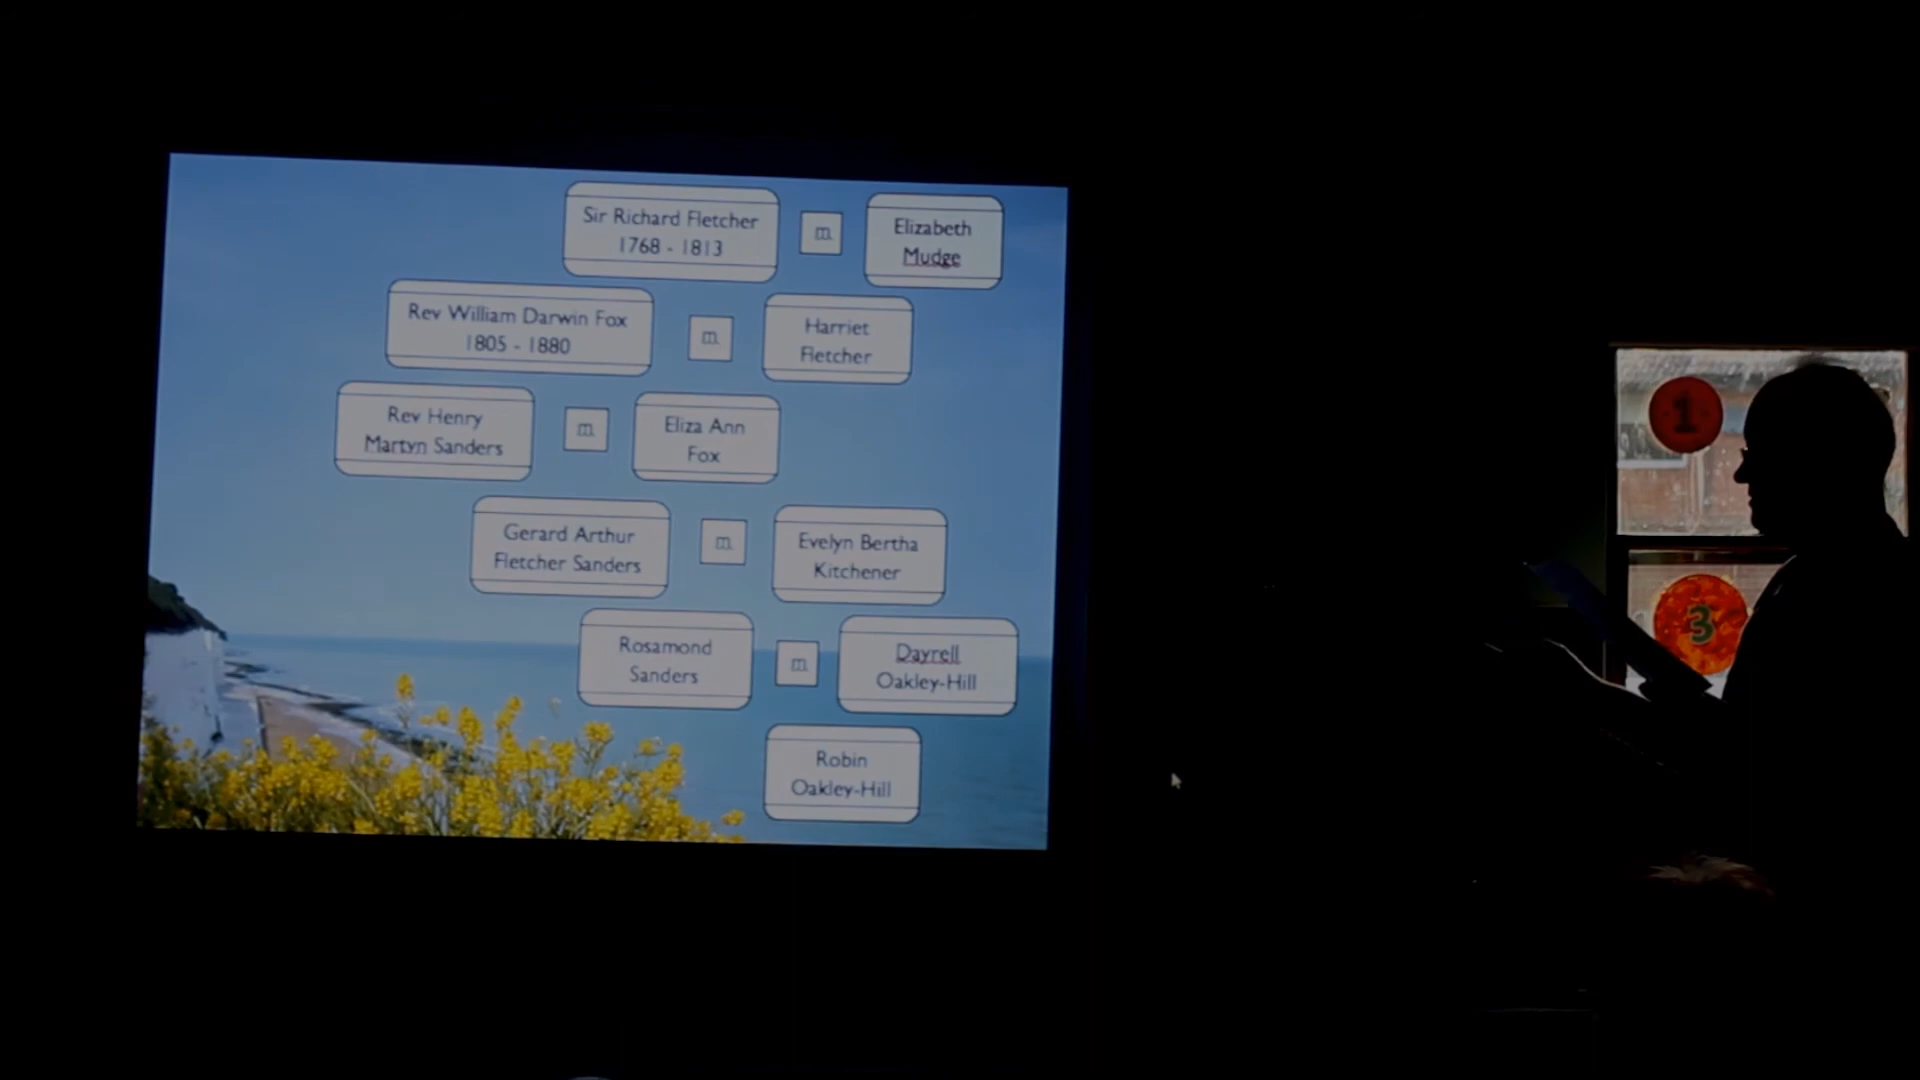 Sir Richard Fletcher
1768 - 1813
m.
Elizabeth
Mudge
Rev William Darwin Fox
1805 - 1880
m.
Harriet
Fletcher
Rev Henry
Martyn Sanders
m.
Eliza Ann
Fox
Gerard Arthur
Fletcher Sanders
m.
Evelyn Bertha
Kitchener
Rosamond
Sanders
m.
Dayrell
Oakley-Hill
Robin
Oakley-Hill
1
3